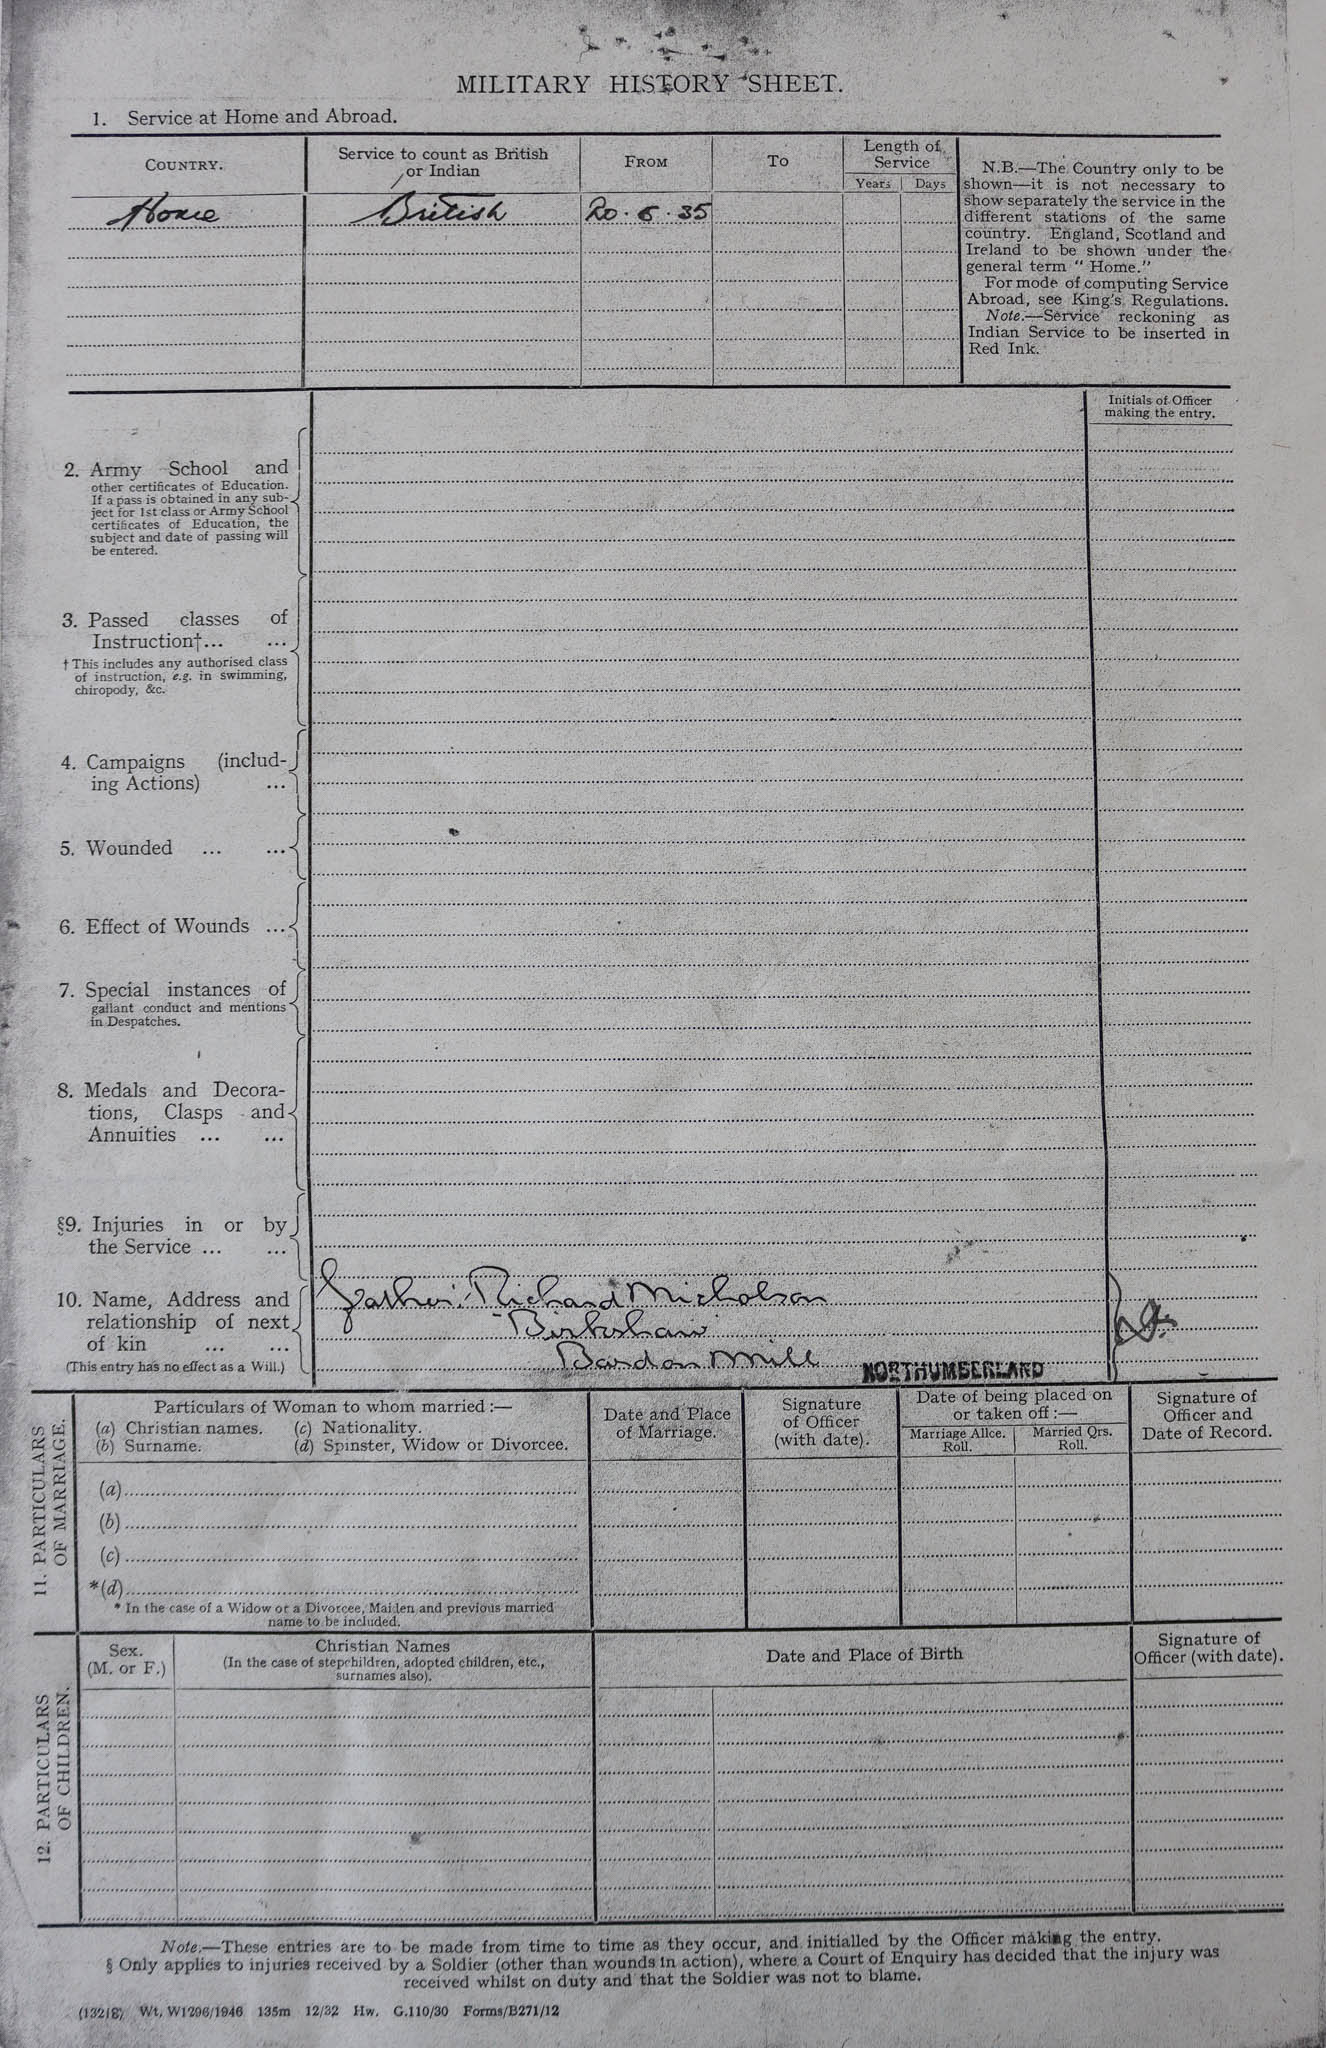 MILITARY HISTORY SHEET.
1. Service at Home and Abroad.
COUNTRY.
Service to count as British
or Indian
FROM
TO
Length of
Service
Years
Days
Home
British
20.6.35
N.B.—The Country only to be
shown—it is not necessary to
show separately the service in the
different stations of the same
country. England, Scotland and
Ireland to be shown under the
general term "Home."
For mode of computing Service
Abroad, see King's Regulations.
Note.—Service reckoning as
Indian Service to be inserted in
Red Ink.
Initials of Officer
making the entry.
2. Army School and
other certificates of Education.
If a pass is obtained in any sub-
ject for 1st class or Army School
certificates of Education, the
subject and date of passing will
be entered.
3. Passed classes of
Instruction†... ...
† This includes any authorised class
of instruction, e.g. in swimming,
chiropody, &c.
4. Campaigns (includ-
ing Actions) ...
5. Wounded ... ...
6. Effect of Wounds ...
7. Special instances of
gallant conduct and mentions
in Despatches.
8. Medals and Decora-
tions, Clasps and
Annuities ... ...
§9. Injuries in or by
the Service ... ...
10. Name, Address and
relationship of next
of kin ... ...
(This entry has no effect as a Will.)
Father: Richard Nicholson
Birkshaw
Bardon Mill NORTHUMBERLAND
11. PARTICULARS
OF MARRIAGE.
Particulars of Woman to whom married:—
(a) Christian names. (c) Nationality.
(b) Surname. (d) Spinster, Widow or Divorcee.
Date and Place
of Marriage.
Signature
of Officer
(with date).
Date of being placed on
or taken off:—
Marriage Allce.
Roll.
Married Qrs.
Roll.
Signature of
Officer and
Date of Record.
(a)
(b)
(c)
*(d)
* In the case of a Widow or a Divorcee, Maiden and previous married
name to be included.
12. PARTICULARS
OF CHILDREN.
Sex.
(M. or F.)
Christian Names
(In the case of stepchildren, adopted children, etc.,
surnames also).
Date and Place of Birth
Signature of
Officer (with date).
Note.—These entries are to be made from time to time as they occur, and initialled by the Officer making the entry.
§ Only applies to injuries received by a Soldier (other than wounds in action), where a Court of Enquiry has decided that the injury was
received whilst on duty and that the Soldier was not to blame.
(13218) Wt. W1296/1946 135m 12/32 Hw. G.110/30 Forms/B271/12